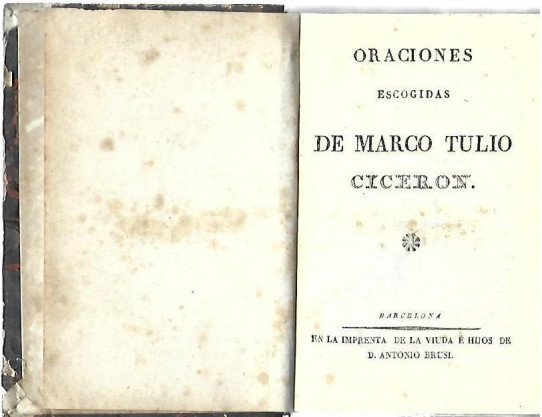 ORACIONES
ESCOGIDAS
DE MARCO TULIO
CICERON.
BARCELONA
EN LA IMPRENTA DE LA VIUDA É HIJOS DE
D. ANTONIO BRUSI.